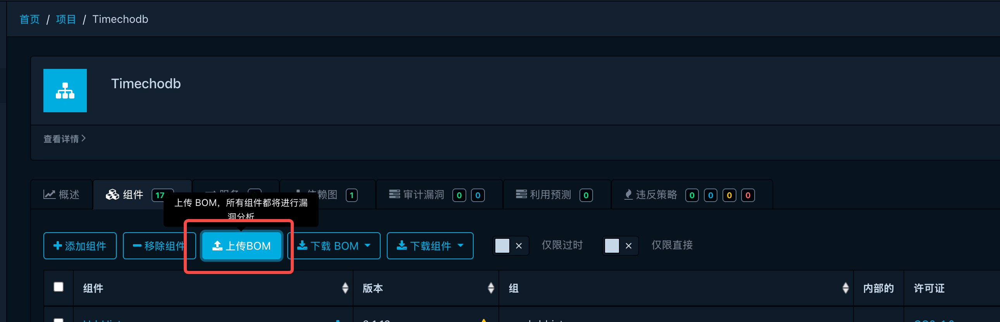 首页 / 项目 / Timechodb
Timechodb
查看详情
概述
组件 17
依赖图 1
审计漏洞 0 0
利用预测 0
违反策略 0 0 0 0
上传 BOM，所有组件都将进行漏
洞分析
添加组件
移除组件
上传BOM
下载 BOM
下载组件
仅限过时
仅限直接
组件
版本
组
内部的
许可证